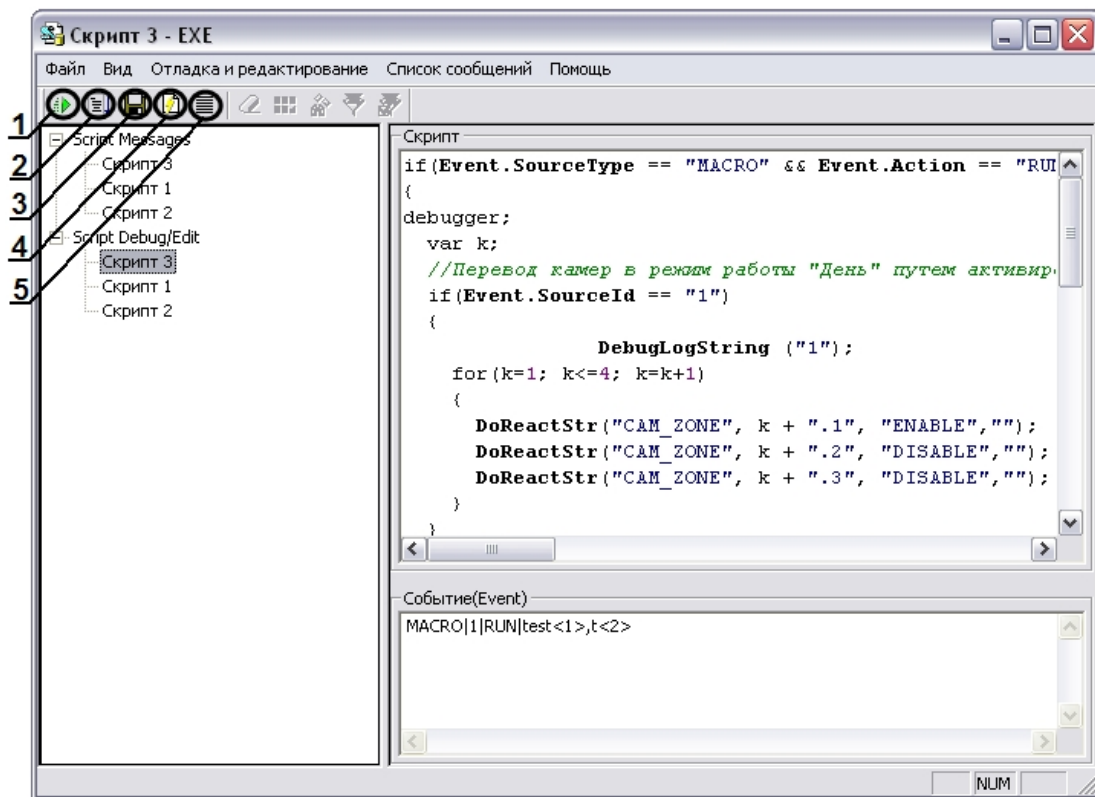 Скрипт 3 - EXE
Файл Вид Отладка и редактирование Список сообщений Помощь
1
2
3
4
5
Script Messages
Скрипт 3
Скрипт 1
Скрипт 2
Script Debug/Edit
Скрипт 3
Скрипт 1
Скрипт 2
Скрипт
if(Event.SourceType == "MACRO" && Event.Action == "RU
{
debugger;
var k;
//Перевод камер в режим работы "День" путем активир
if(Event.SourceId == "1")
{
DebugLogString ("1");
for(k=1; k<=4; k=k+1)
{
DoReactStr("CAM_ZONE", k + ".1", "ENABLE","");
DoReactStr("CAM_ZONE", k + ".2", "DISABLE","");
DoReactStr("CAM_ZONE", k + ".3", "DISABLE","");
}
}
Событие(Event)
MACRO|1|RUN|test<1>,t<2>
NUM